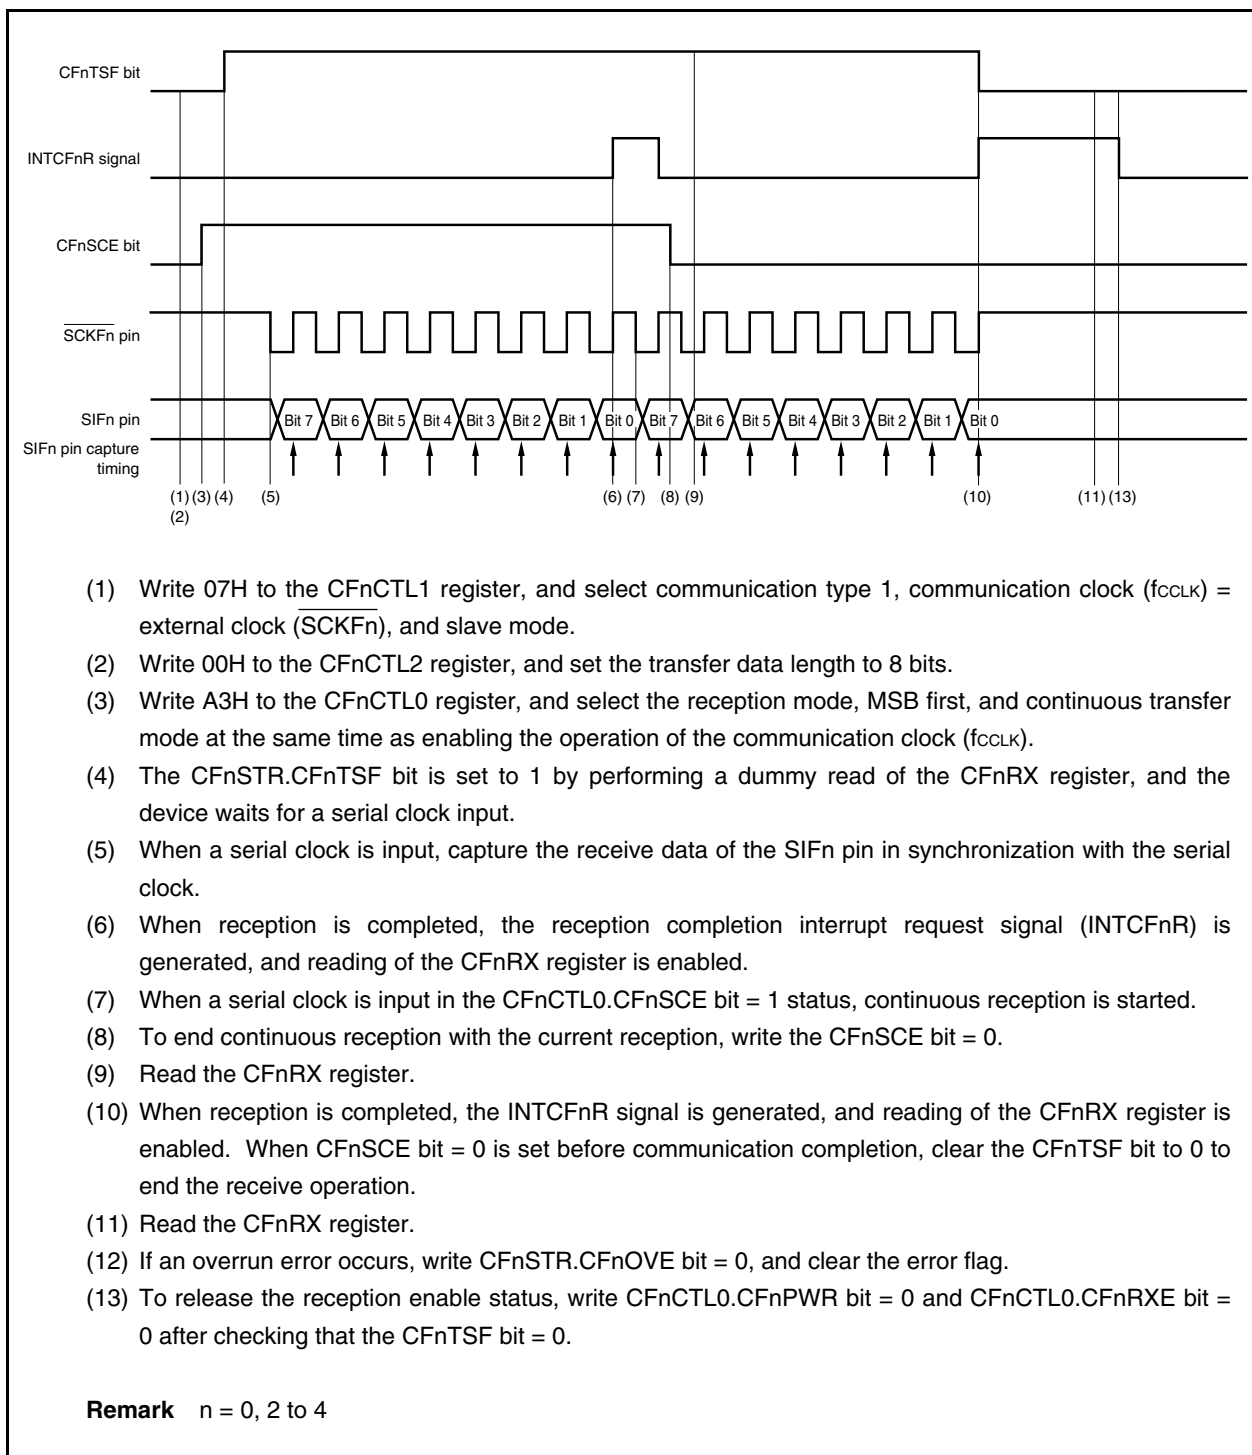 CFnTSF bit
INTCFnR signal
CFnSCE bit
SCKFn pin
SIFn pin
Bit 7 Bit 6 Bit 5 Bit 4 Bit 3 Bit 2 Bit 1 Bit 0 Bit 7 Bit 6 Bit 5 Bit 4 Bit 3 Bit 2 Bit 1 Bit 0
SIFn pin capture
timing
(1) (3) (4) (5) (6) (7) (8) (9) (10) (11) (13)
(2)
(1) Write 07H to the CFnCTL1 register, and select communication type 1, communication clock (fCCLK) =
external clock (SCKFn), and slave mode.
(2) Write 00H to the CFnCTL2 register, and set the transfer data length to 8 bits.
(3) Write A3H to the CFnCTL0 register, and select the reception mode, MSB first, and continuous transfer
mode at the same time as enabling the operation of the communication clock (fCCLK).
(4) The CFnSTR.CFnTSF bit is set to 1 by performing a dummy read of the CFnRX register, and the
device waits for a serial clock input.
(5) When a serial clock is input, capture the receive data of the SIFn pin in synchronization with the serial
clock.
(6) When reception is completed, the reception completion interrupt request signal (INTCFnR) is
generated, and reading of the CFnRX register is enabled.
(7) When a serial clock is input in the CFnCTL0.CFnSCE bit = 1 status, continuous reception is started.
(8) To end continuous reception with the current reception, write the CFnSCE bit = 0.
(9) Read the CFnRX register.
(10) When reception is completed, the INTCFnR signal is generated, and reading of the CFnRX register is
enabled. When CFnSCE bit = 0 is set before communication completion, clear the CFnTSF bit to 0 to
end the receive operation.
(11) Read the CFnRX register.
(12) If an overrun error occurs, write CFnSTR.CFnOVE bit = 0, and clear the error flag.
(13) To release the reception enable status, write CFnCTL0.CFnPWR bit = 0 and CFnCTL0.CFnRXE bit =
0 after checking that the CFnTSF bit = 0.
Remark n = 0, 2 to 4